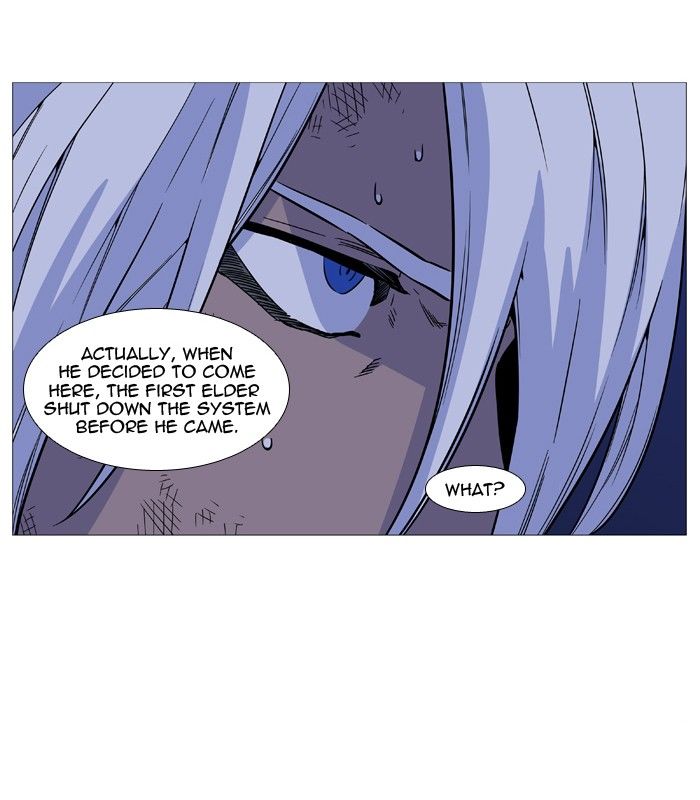 ACTUALLY, WHEN
HE DECIDED TO COME
HERE, THE FIRST ELDER
SHUT DOWN THE SYSTEM
BEFORE HE CAME.
WHAT?